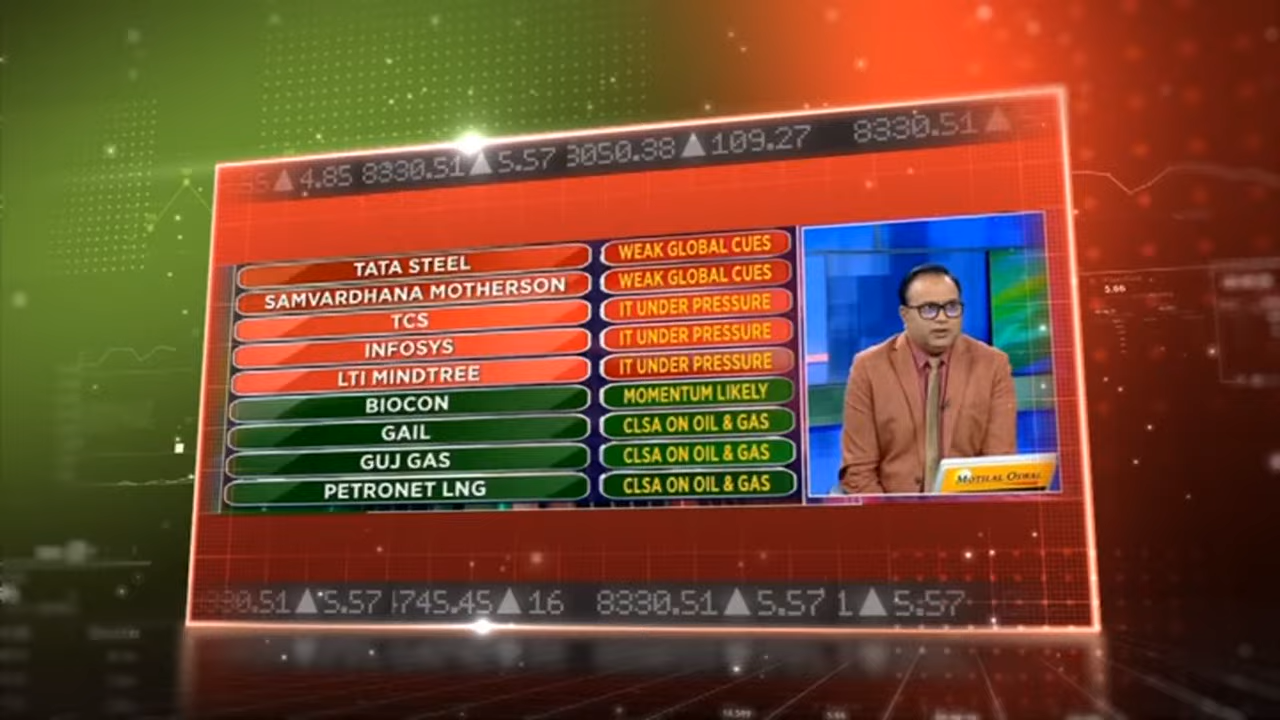 4.85 8330.51▲5.57 3050.38▲109.27 8330.51▲
TATA STEEL WEAK GLOBAL CUES
SAMVARDHANA MOTHERSON WEAK GLOBAL CUES
TCS IT UNDER PRESSURE
INFOSYS IT UNDER PRESSURE
LTI MINDTREE IT UNDER PRESSURE
BIOCON MOMENTUM LIKELY
GAIL CLSA ON OIL & GAS
GUJ GAS CLSA ON OIL & GAS
PETRONET LNG CLSA ON OIL & GAS
MOTILAL OSWAL
5.66
▲5.57 1745.45▲16 8330.51▲5.57 1▲5:57